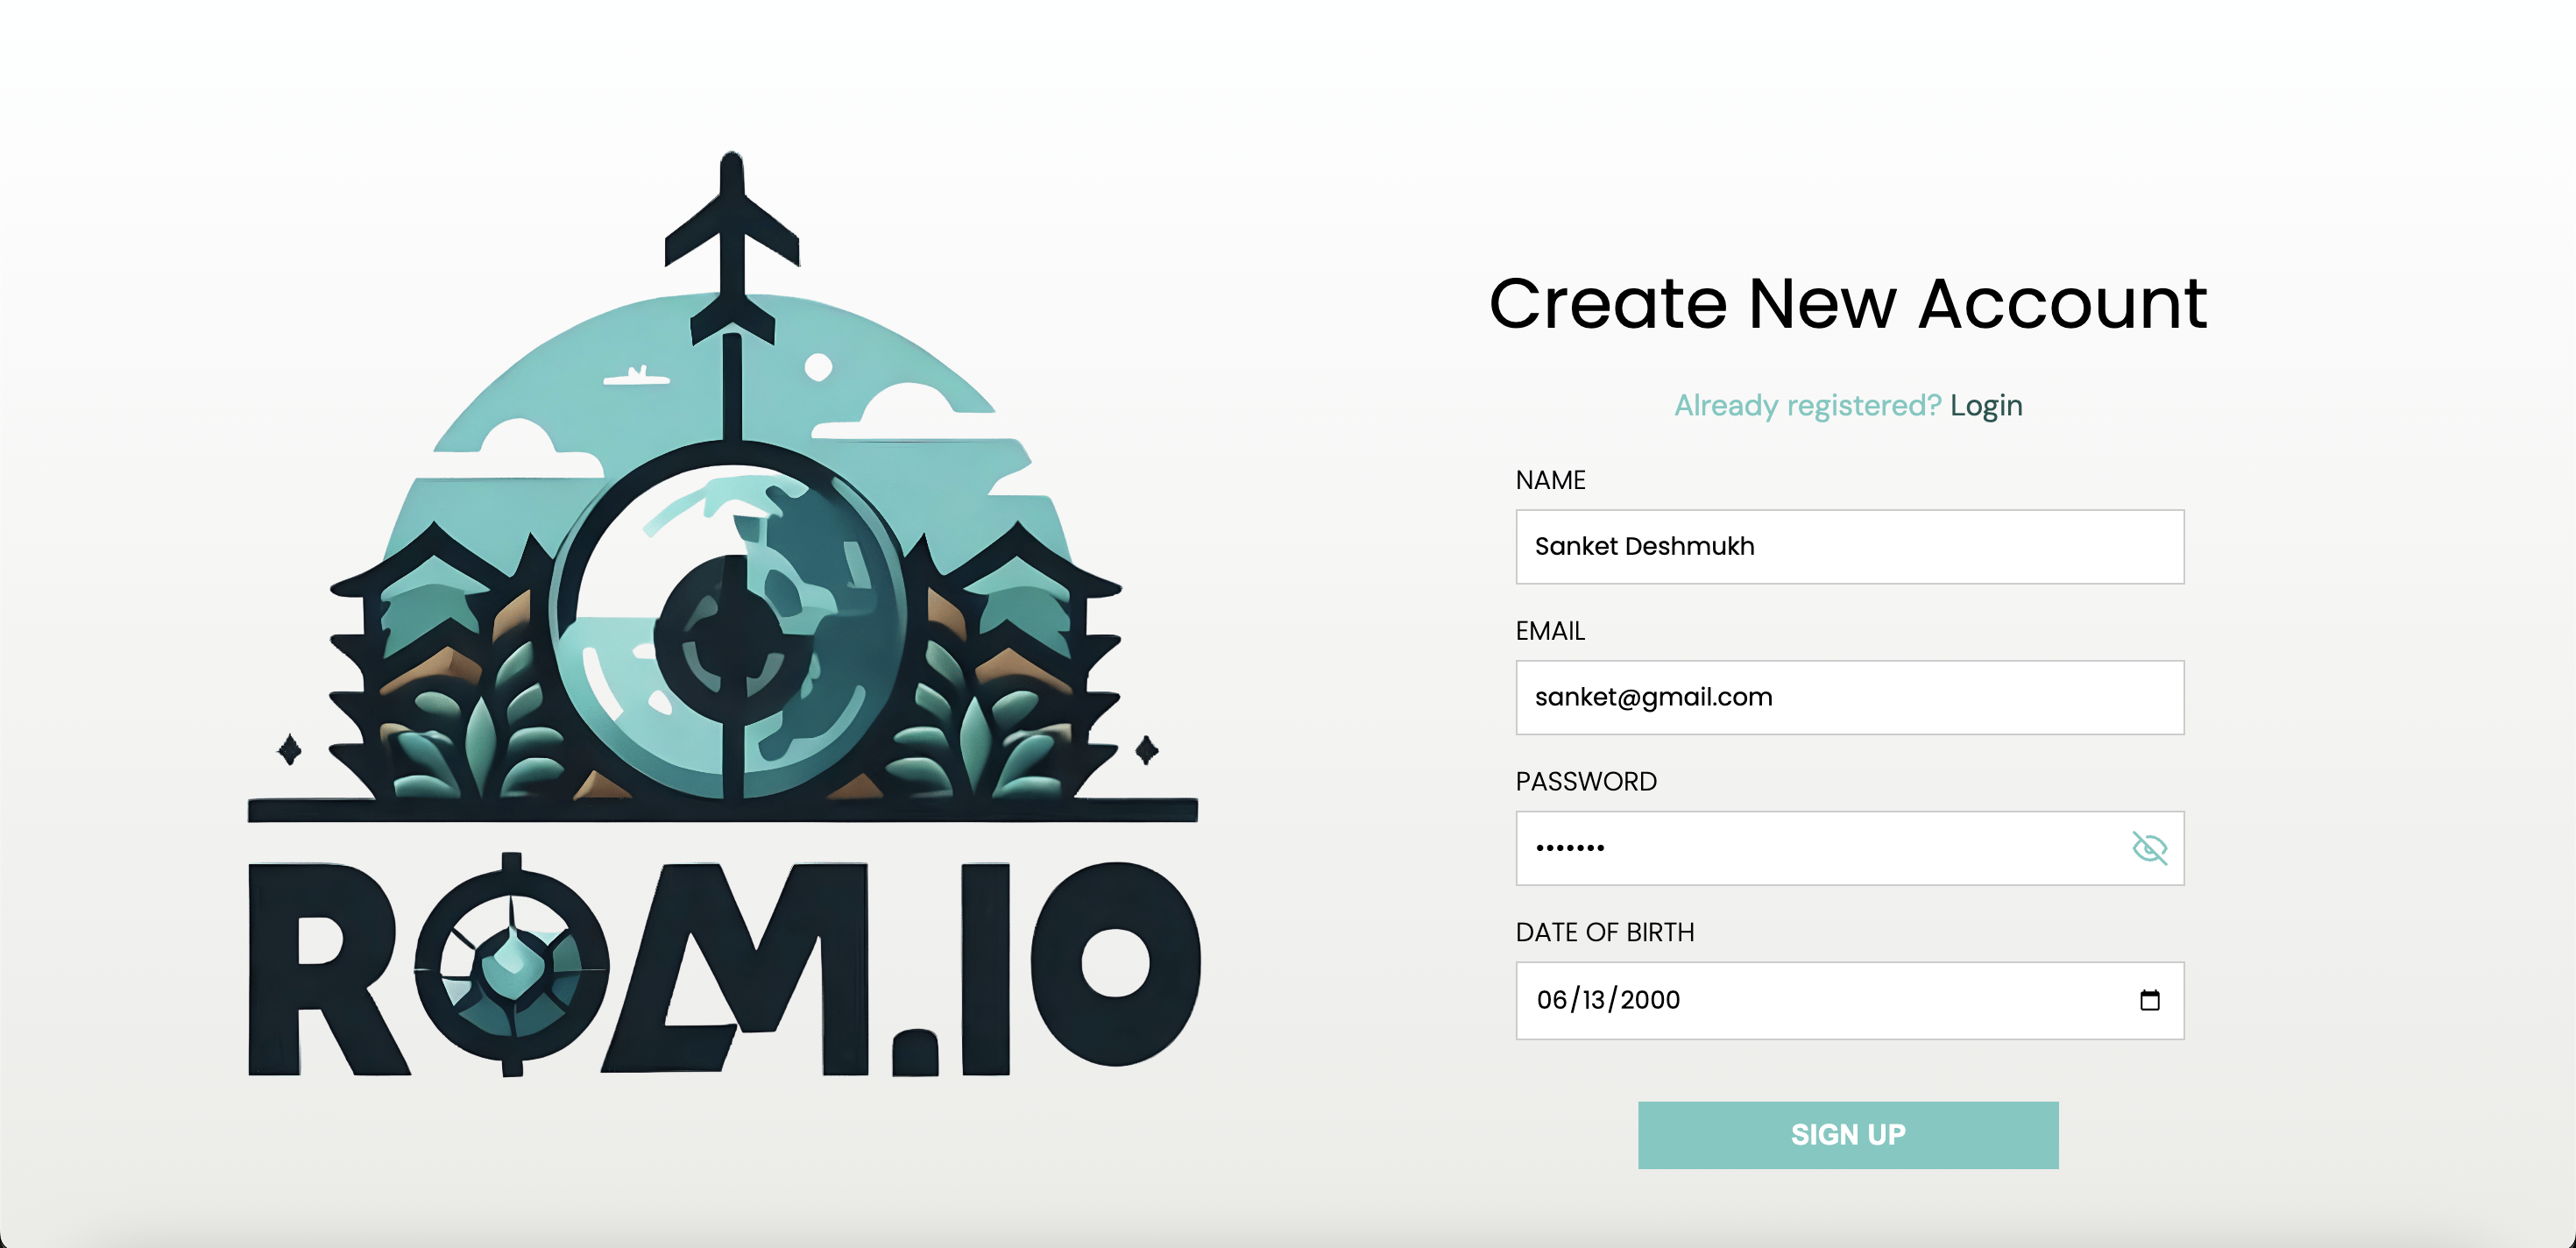 ROM.IO
Create New Account
Already registered? Login
NAME
Sanket Deshmukh
EMAIL
sanket@gmail.com
PASSWORD
•••••••
DATE OF BIRTH
06/13/2000
SIGN UP